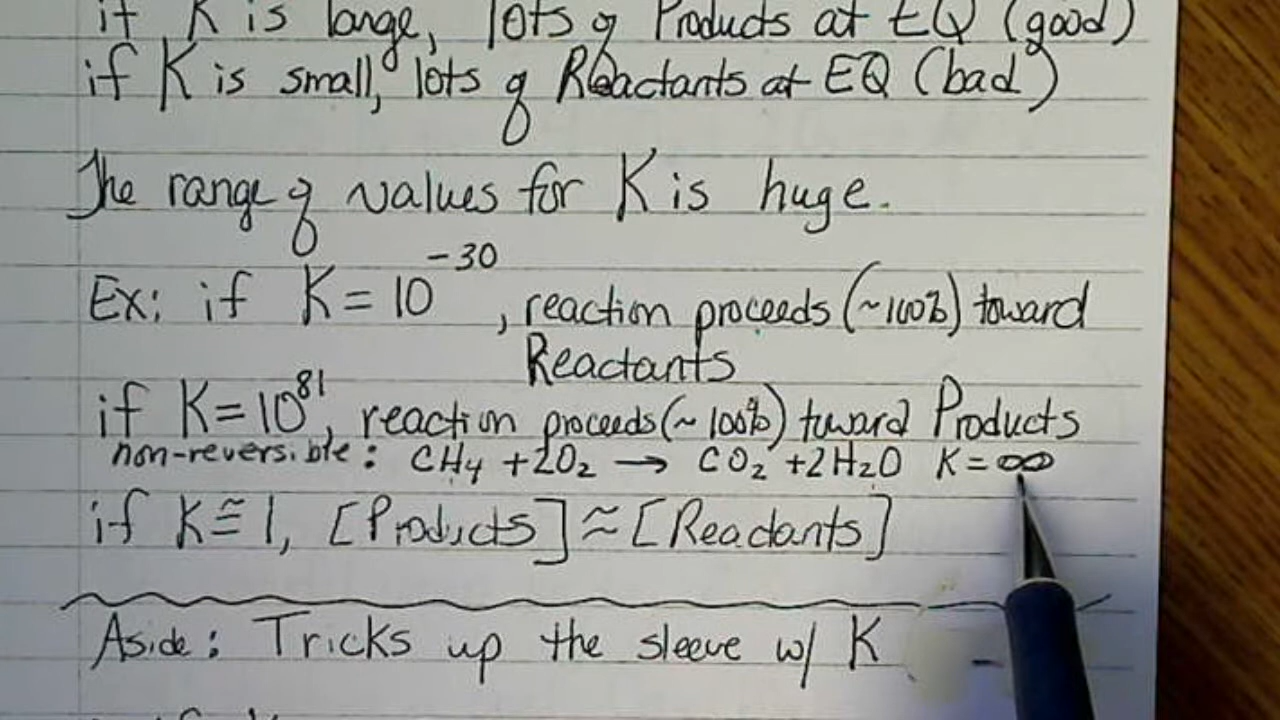 if K is large, lots of Products at EQ (good)
if K is small, lots of Reactants at EQ (bad)
The range of values for K is huge.
Ex: if K = 10⁻³⁰, reaction proceeds (~100%) toward
Reactants
if K = 10⁸¹, reaction proceeds (~100%) toward Products
non-reversible: CH₄ + 2O₂ → CO₂ + 2H₂O K = ∞
if K ≅ 1, [Products] ≈ [Reactants]
Aside: Tricks up the sleeve w/ K